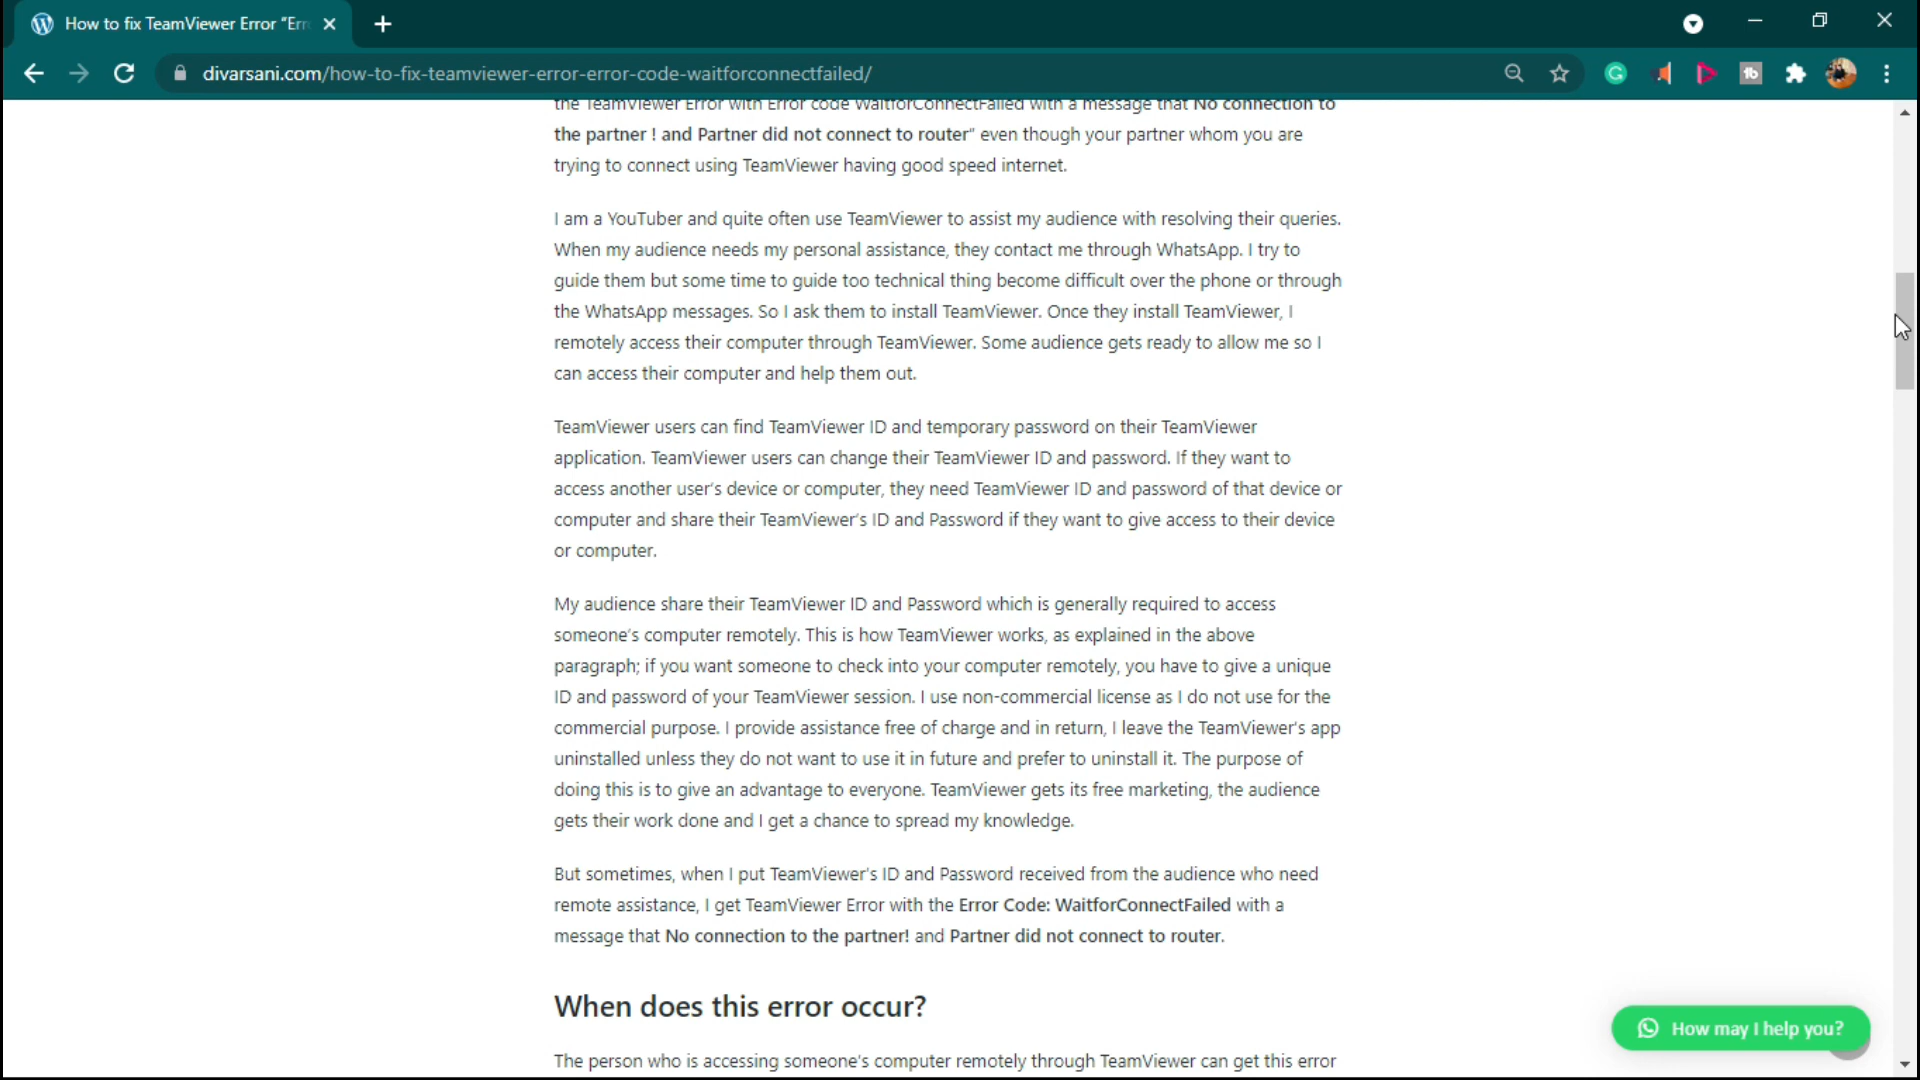 How to fix TeamViewer Error “Err
divarsani.com/how-to-fix-teamviewer-error-error-code-waitforconnectfailed/
the TeamViewer Error with Error code WaitforConnectFailed with a message that No connection to
the partner ! and Partner did not connect to router” even though your partner whom you are
trying to connect using TeamViewer having good speed internet.
I am a YouTuber and quite often use TeamViewer to assist my audience with resolving their queries.
When my audience needs my personal assistance, they contact me through WhatsApp. I try to
guide them but some time to guide too technical thing become difficult over the phone or through
the WhatsApp messages. So I ask them to install TeamViewer. Once they install TeamViewer, I
remotely access their computer through TeamViewer. Some audience gets ready to allow me so I
can access their computer and help them out.
TeamViewer users can find TeamViewer ID and temporary password on their TeamViewer
application. TeamViewer users can change their TeamViewer ID and password. If they want to
access another user’s device or computer, they need TeamViewer ID and password of that device or
computer and share their TeamViewer’s ID and Password if they want to give access to their device
or computer.
My audience share their TeamViewer ID and Password which is generally required to access
someone’s computer remotely. This is how TeamViewer works, as explained in the above
paragraph; if you want someone to check into your computer remotely, you have to give a unique
ID and password of your TeamViewer session. I use non-commercial license as I do not use for the
commercial purpose. I provide assistance free of charge and in return, I leave the TeamViewer’s app
uninstalled unless they do not want to use it in future and prefer to uninstall it. The purpose of
doing this is to give an advantage to everyone. TeamViewer gets its free marketing, the audience
gets their work done and I get a chance to spread my knowledge.
But sometimes, when I put TeamViewer’s ID and Password received from the audience who need
remote assistance, I get TeamViewer Error with the Error Code: WaitforConnectFailed with a
message that No connection to the partner! and Partner did not connect to router.
When does this error occur?
How may I help you?
The person who is accessing someone’s computer remotely through TeamViewer can get this error